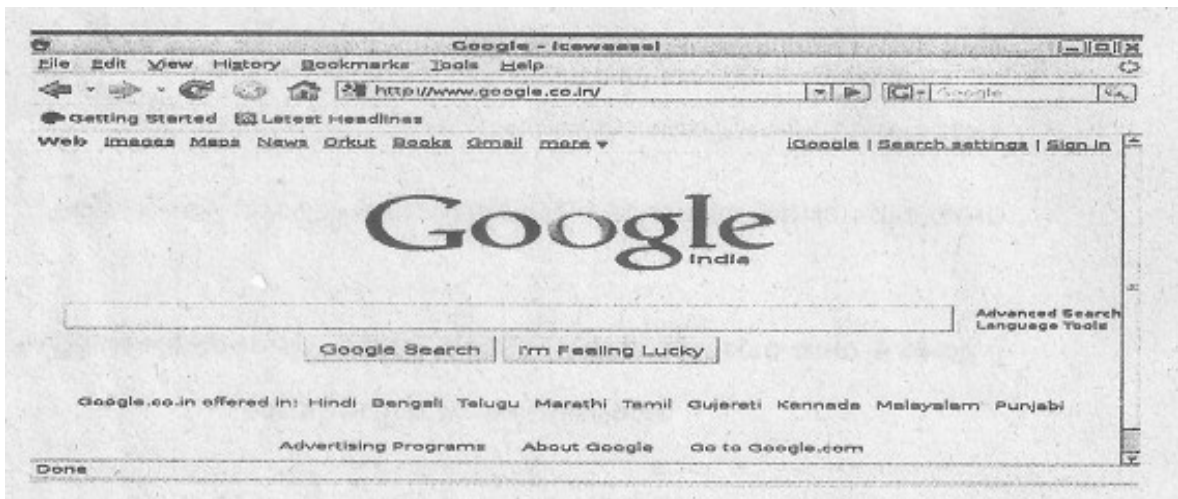 Google - Iceweasel
File Edit View History Bookmarks Tools Help
http://www.google.co.in/ G Google
Getting Started Latest Headlines
Web Images Maps News Orkut Books Gmail more ▾ iGoogle | Search settings | Sign in
Google
India
Advanced Search
Language Tools
Google Search I'm Feeling Lucky
Google.co.in offered in: Hindi Bengali Telugu Marathi Tamil Gujarati Kannada Malayalam Punjabi
Advertising Programs About Google Go to Google.com
Done